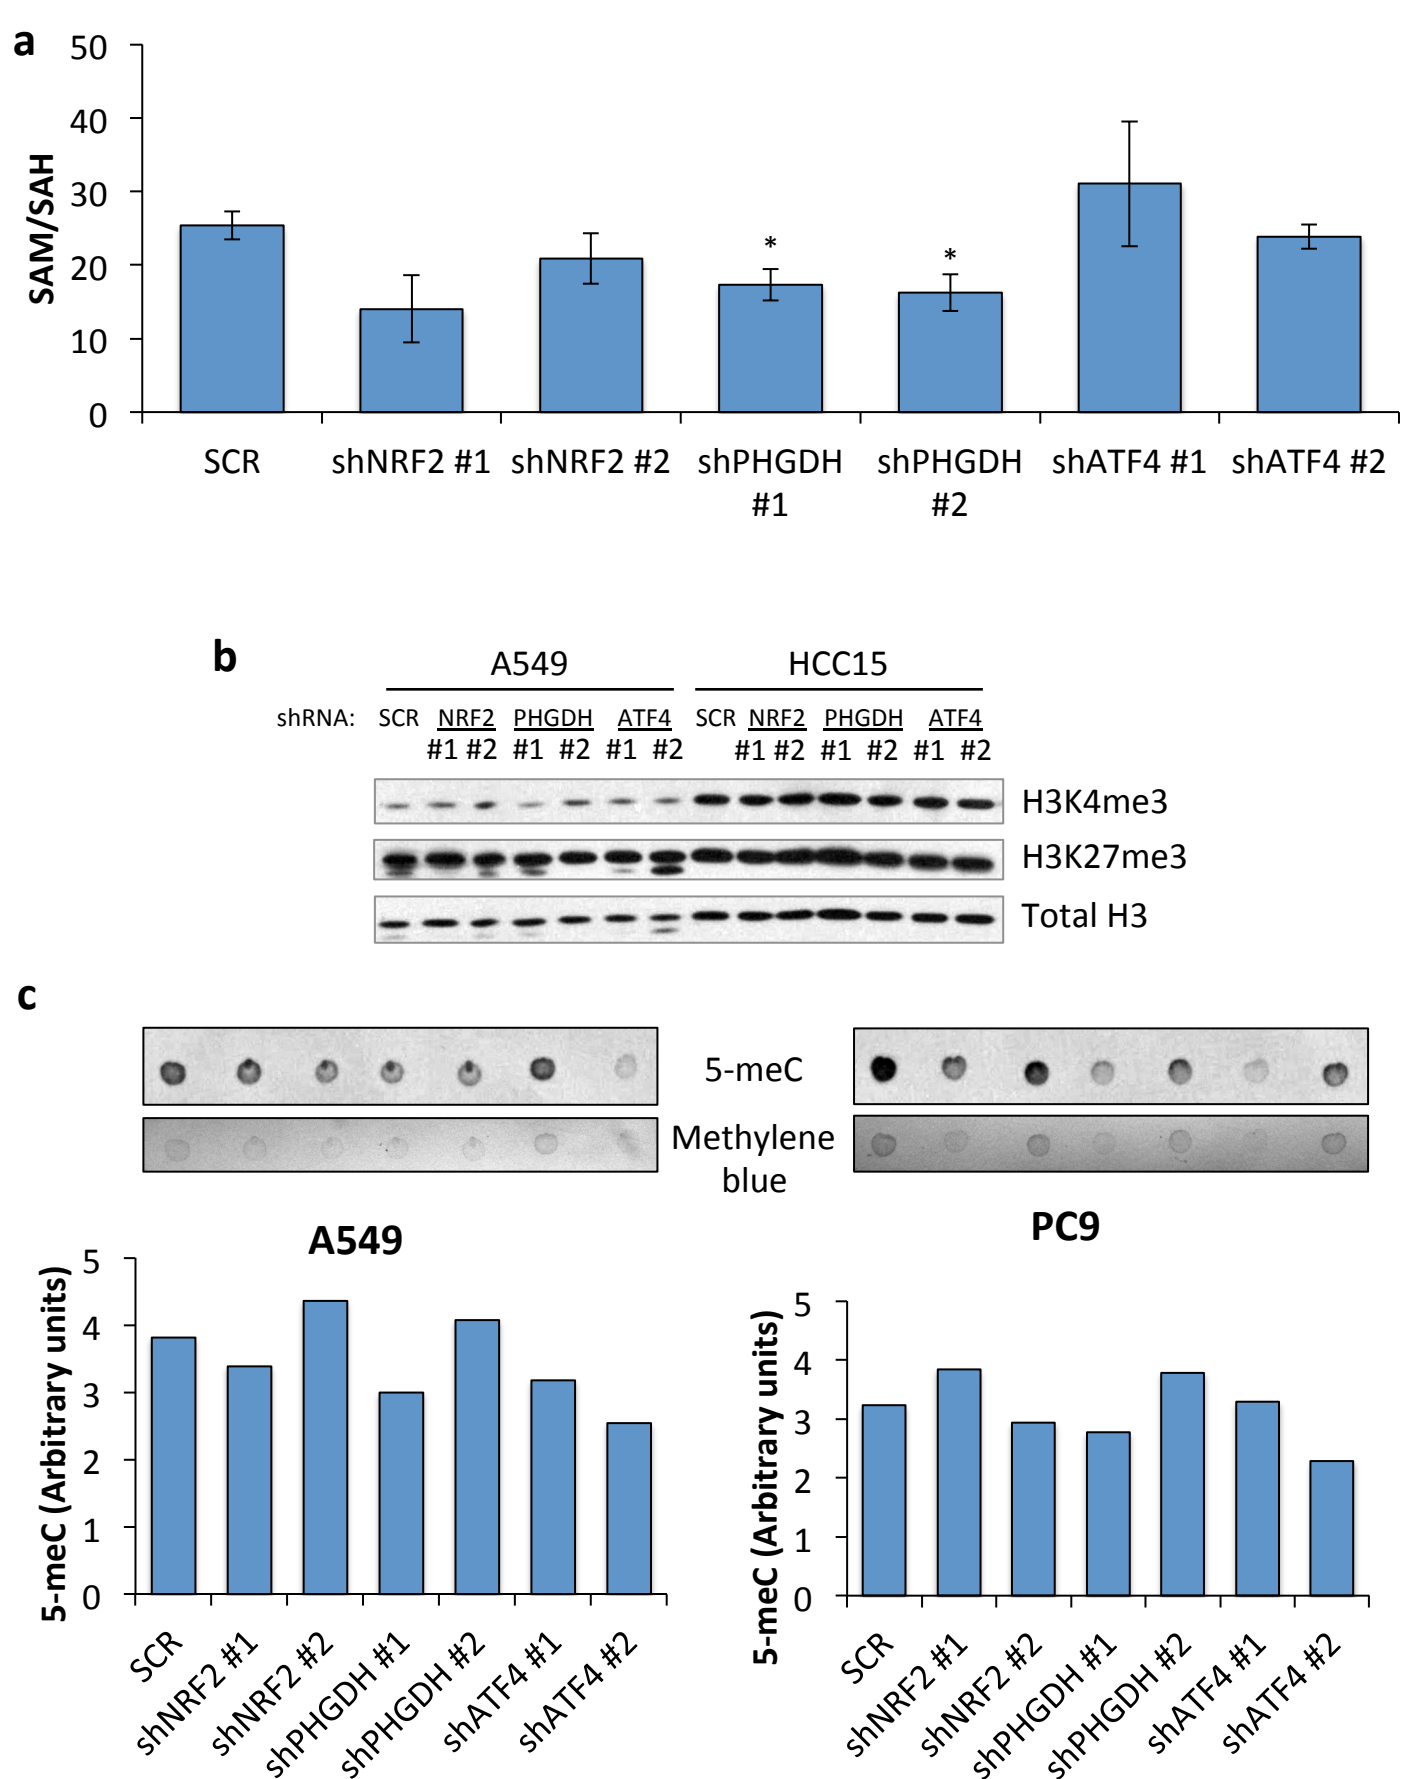 a
50
40
30
20
10
0
SAM/SAH
*
*
SCR shNRF2 #1 shNRF2 #2 shPHGDH #1 shPHGDH #2 shATF4 #1 shATF4 #2
b
A549 HCC15
shRNA: SCR NRF2 PHGDH ATF4 SCR NRF2 PHGDH ATF4
#1 #2 #1 #2 #1 #2 #1 #2 #1 #2 #1 #2
H3K4me3
H3K27me3
Total H3
c
5-meC
Methylene
blue
A549
5
4
3
2
1
0
5-meC (Arbitrary units)
SCR
shNRF2 #1
shNRF2 #2
shPHGDH #1
shPHGDH #2
shATF4 #1
shATF4 #2
PC9
5
4
3
2
1
0
5-meC (Arbitrary units)
SCR
shNRF2 #1
shNRF2 #2
shPHGDH #1
shPHGDH #2
shATF4 #1
shATF4 #2